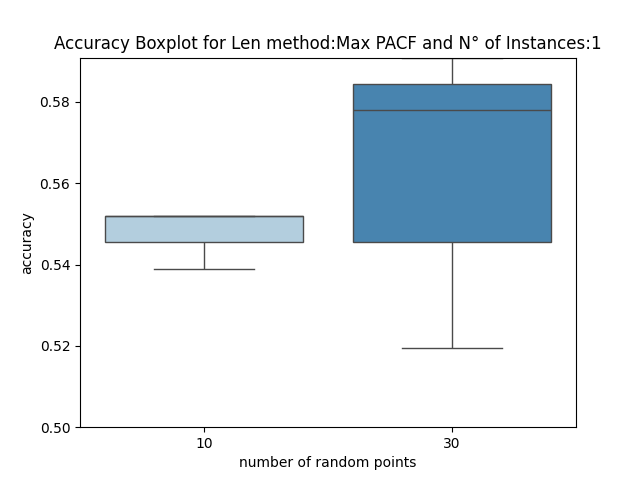 Accuracy Boxplot for Len method:Max PACF and N° of Instances:1
accuracy
0.58
0.56
0.54
0.52
0.50
10
30
number of random points